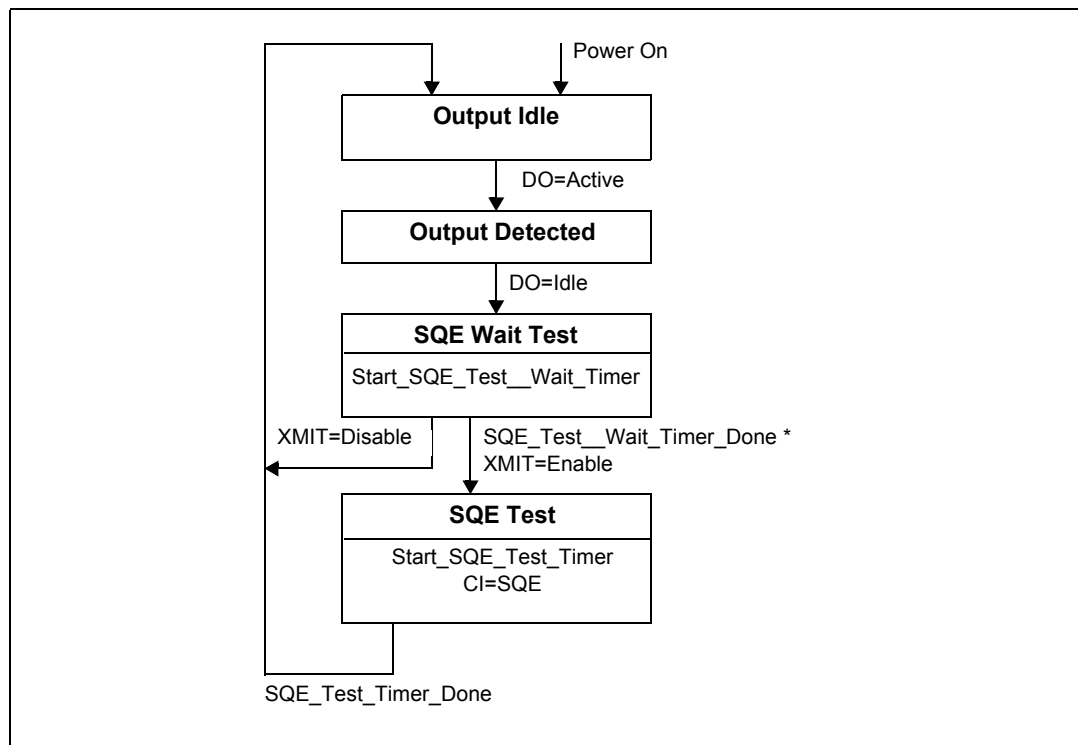 Power On
Output Idle
DO=Active
Output Detected
DO=Idle
SQE Wait Test
Start_SQE_Test__Wait_Timer
XMIT=Disable
SQE_Test__Wait_Timer_Done *
XMIT=Enable
SQE Test
Start_SQE_Test_Timer
CI=SQE
SQE_Test_Timer_Done